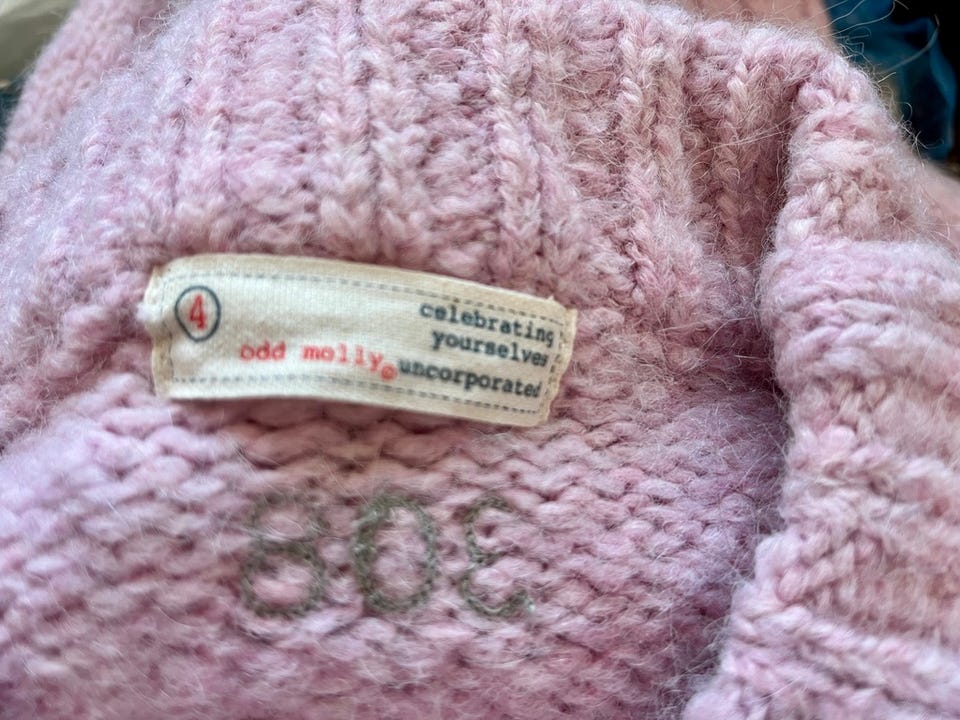 4
celebrating
yourselves
odd molly® uncorporated
308